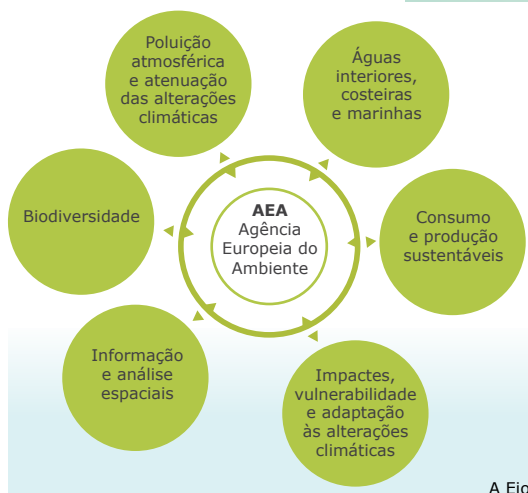 Poluição
atmosférica
e atenuação
das alterações
climáticas
Águas
interiores,
costeiras
e marinhas
Biodiversidade
AEA
Agência
Europeia do
Ambiente
Consumo
e produção
sustentáveis
Informação
e análise
espaciais
Impactes,
vulnerabilidade
e adaptação
às alterações
climáticas
A Eio